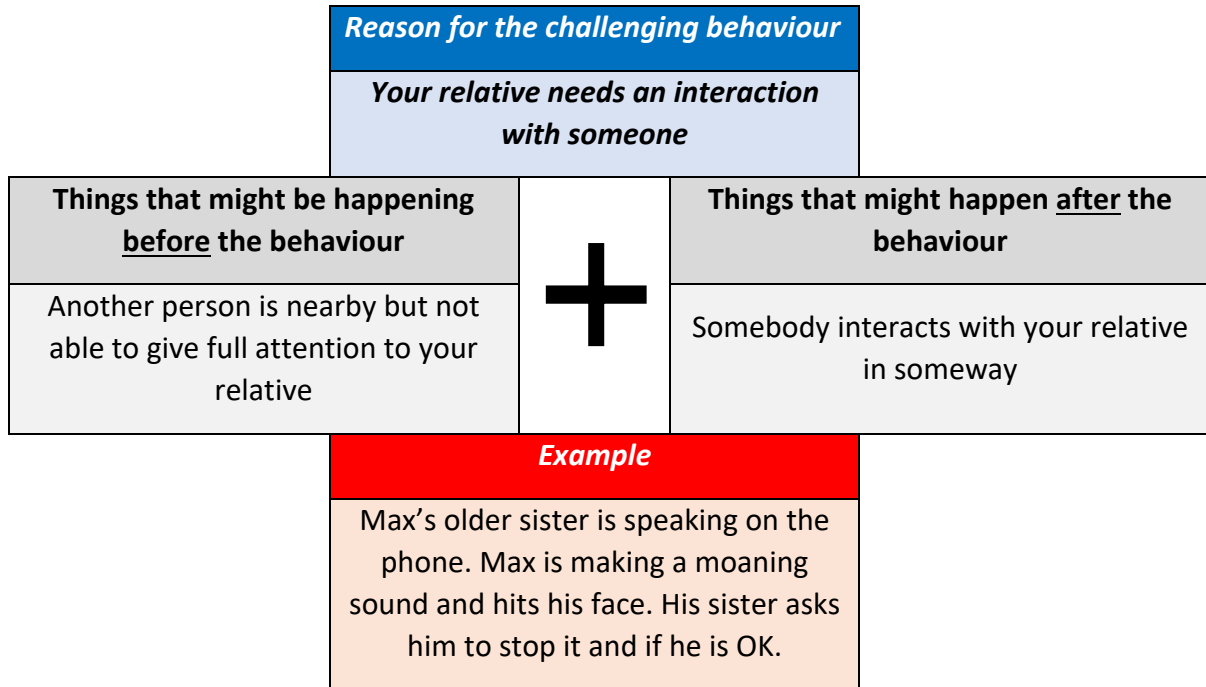 Reason for the challenging behaviour
Your relative needs an interaction
with someone
Things that might be happening
before the behaviour
Another person is nearby but not
able to give full attention to your
relative
+
Things that might happen after the
behaviour
Somebody interacts with your relative
in someway
Example
Max’s older sister is speaking on the
phone. Max is making a moaning
sound and hits his face. His sister asks
him to stop it and if he is OK.